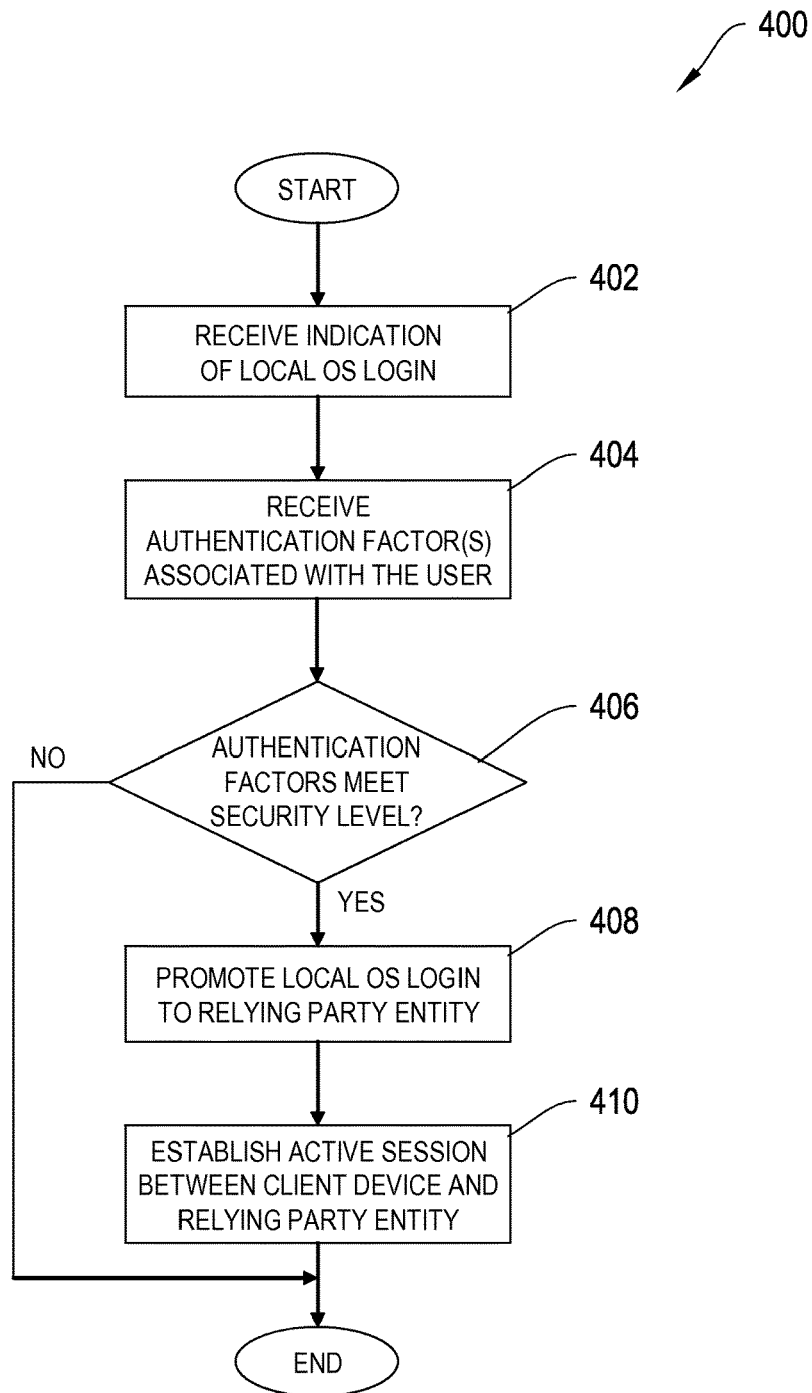 400
START
402
RECEIVE INDICATION
OF LOCAL OS LOGIN
404
RECEIVE
AUTHENTICATION FACTOR(S)
ASSOCIATED WITH THE USER
406
NO
AUTHENTICATION
FACTORS MEET
SECURITY LEVEL?
YES
408
PROMOTE LOCAL OS LOGIN
TO RELYING PARTY ENTITY
410
ESTABLISH ACTIVE SESSION
BETWEEN CLIENT DEVICE AND
RELYING PARTY ENTITY
END